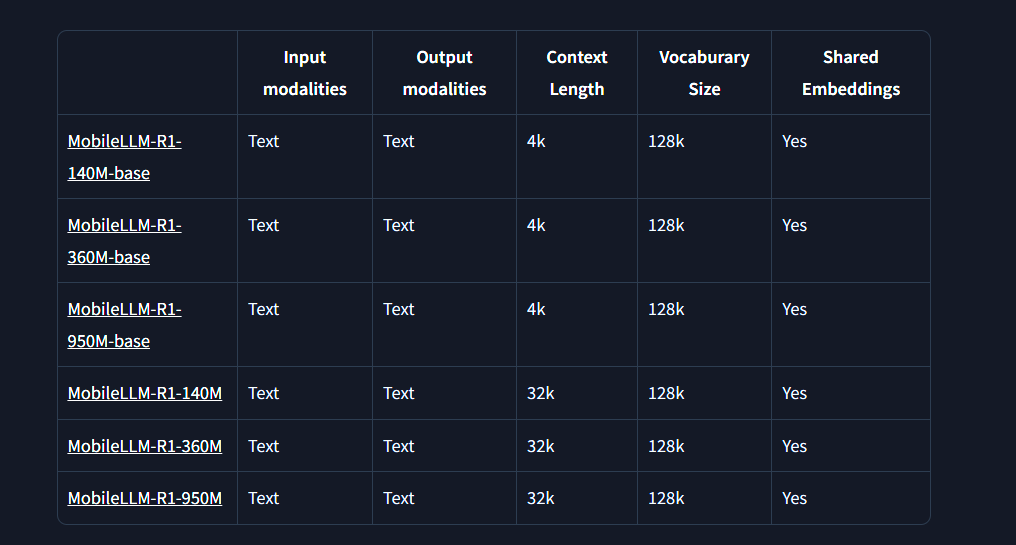 Input modalities Output modalities Context Length Vocaburary Size Shared Embeddings
MobileLLM-R1-140M-base Text Text 4k 128k Yes
MobileLLM-R1-360M-base Text Text 4k 128k Yes
MobileLLM-R1-950M-base Text Text 4k 128k Yes
MobileLLM-R1-140M Text Text 32k 128k Yes
MobileLLM-R1-360M Text Text 32k 128k Yes
MobileLLM-R1-950M Text Text 32k 128k Yes